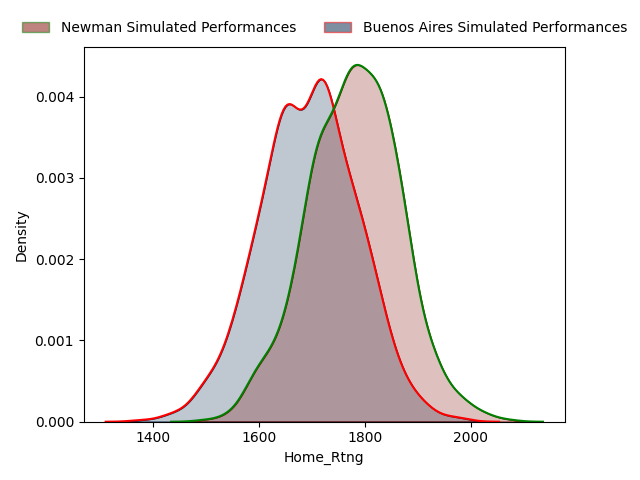 Newman Simulated Performances
Buenos Aires Simulated Performances
0.004
0.003
0.002
0.001
0.000
Density
1400
1600
1800
2000
Home_Rtng